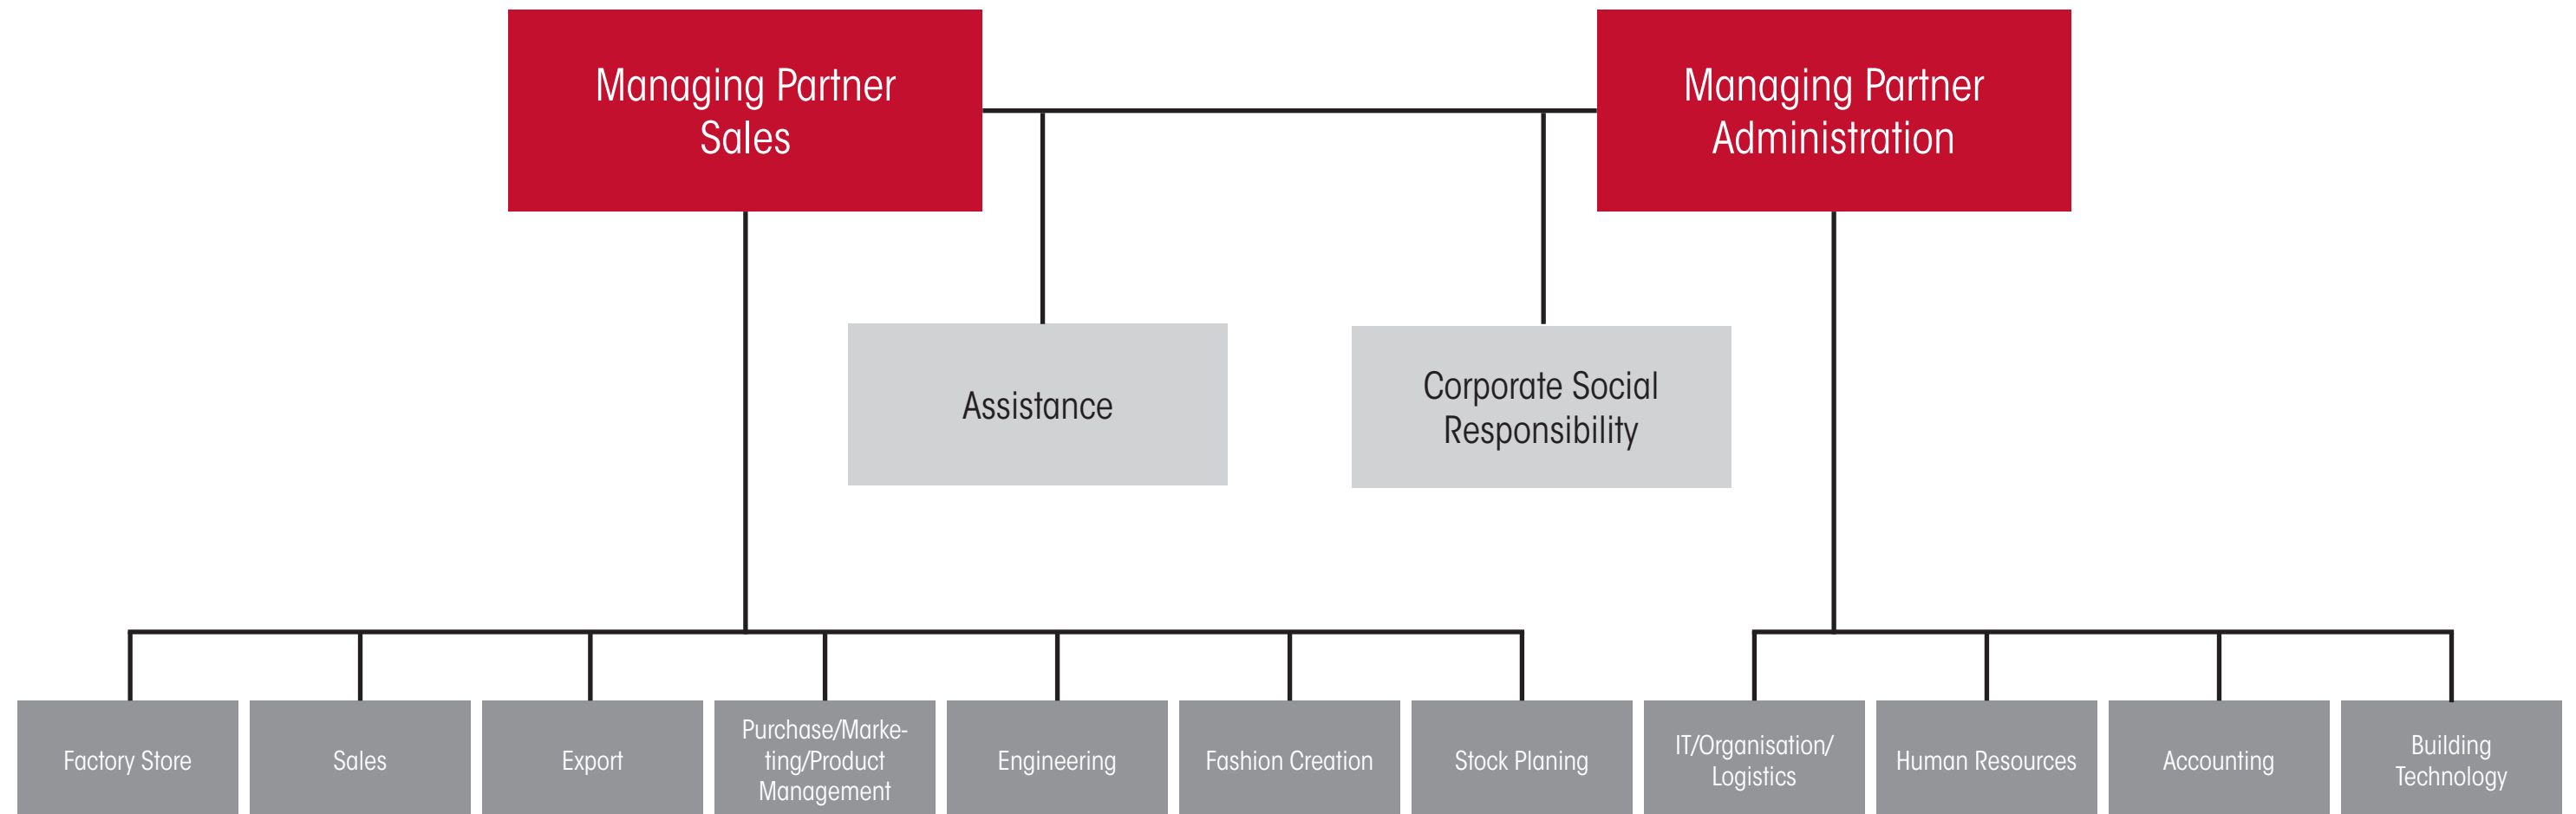 Managing Partner
Sales
Managing Partner
Administration
Assistance
Corporate Social
Responsibility
Factory Store
Sales
Export
Purchase/Marke-
ting/Product
Management
Engineering
Fashion Creation
Stock Planing
IT/Organisation/
Logistics
Human Resources
Accounting
Building
Technology